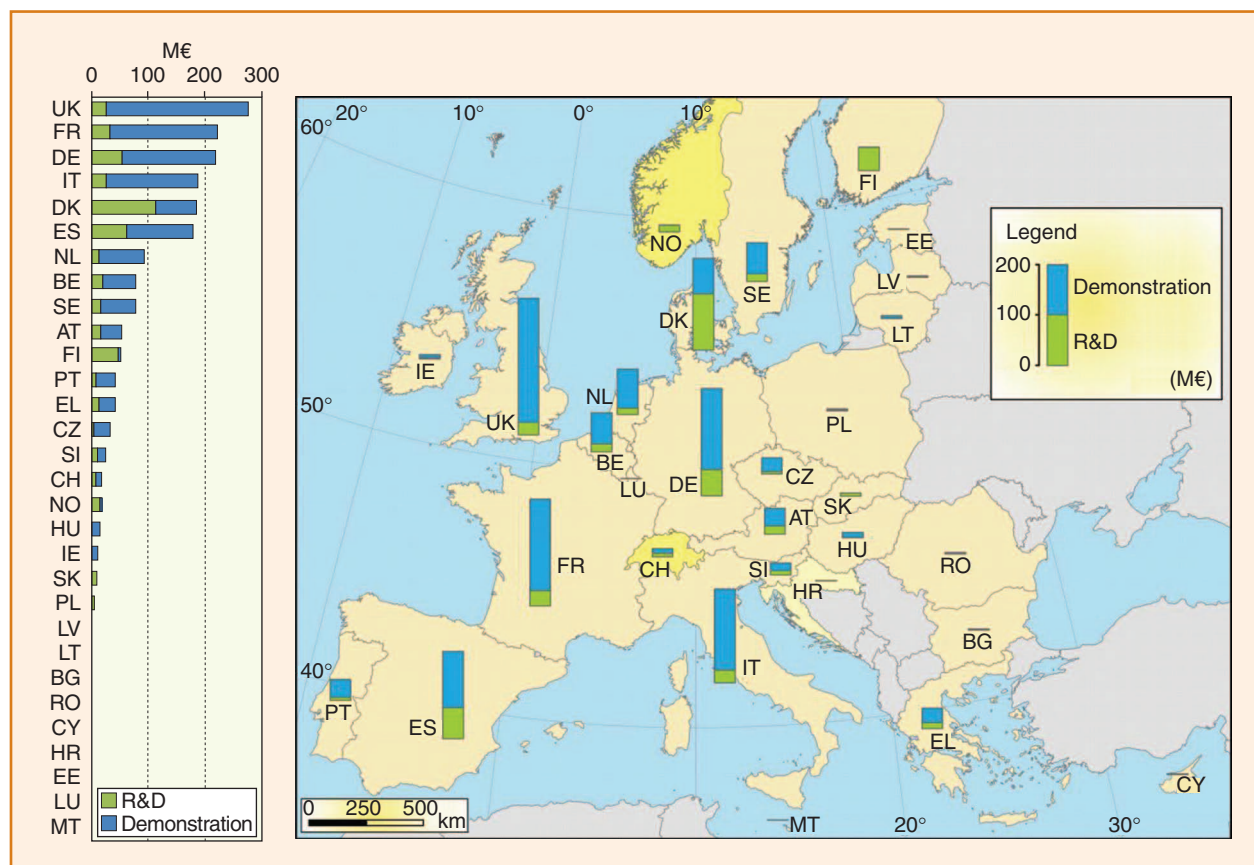 M€
0 100 200 300
UK
FR
DE
IT
DK
ES
NL
BE
SE
AT
FI
PT
EL
CZ
SI
CH
NO
HU
IE
SK
PL
LV
LT
BG
RO
CY
HR
EE
LU
MT
R&D
Demonstration
20° 10° 0° 10°
60°
50°
40°
20° 30°
FI
NO
EE
SE
LV
DK
LT
IE
NL
UK
PL
BE
LU
DE
CZ
SK
AT
HU
FR
CH
SI
RO
HR
BG
IT
PT
ES
EL
CY
MT
Legend
200
Demonstration
100
R&D
0
(M€)
0 250 500
km